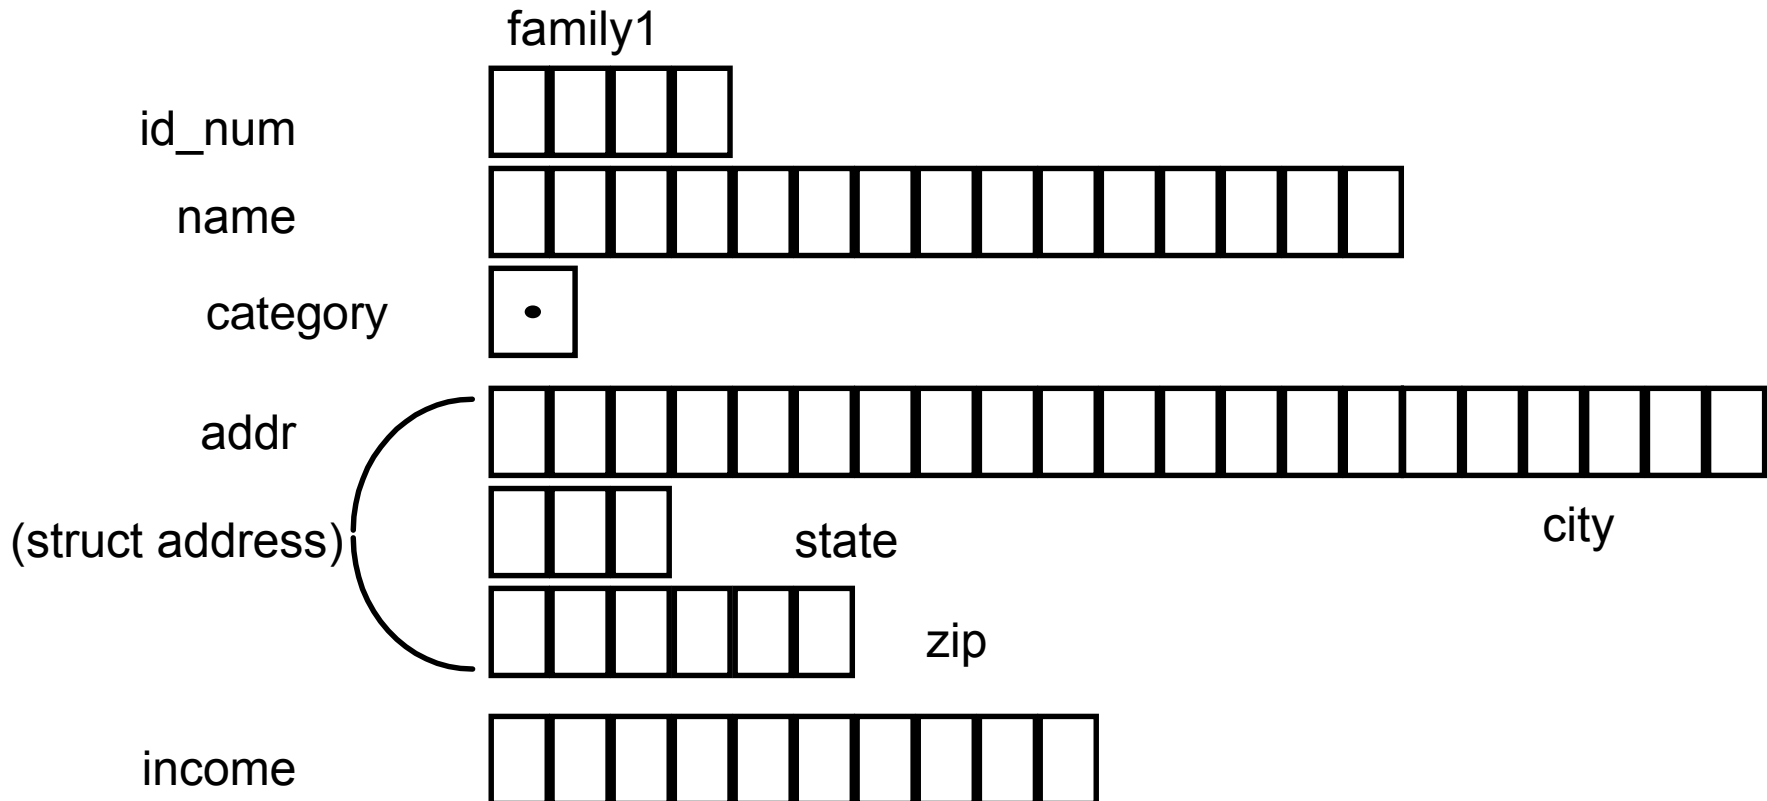 family1
id_num
name
category
addr
city
(struct address)
state
zip
income